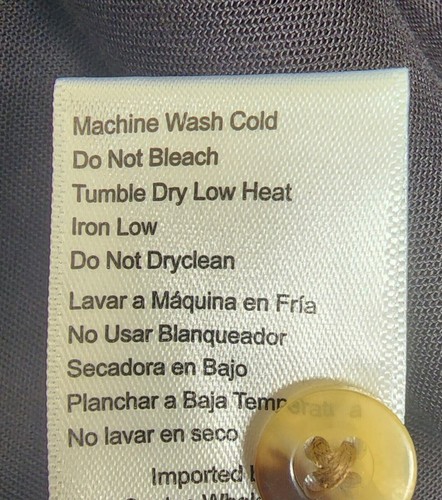 Machine Wash Cold
Do Not Bleach
Tumble Dry Low Heat
Iron Low
Do Not Dryclean
Lavar a Máquina en Fría
No Usar Blanqueador
Secadora en Bajo
Planchar a Baja
No lavar en seco
Imported